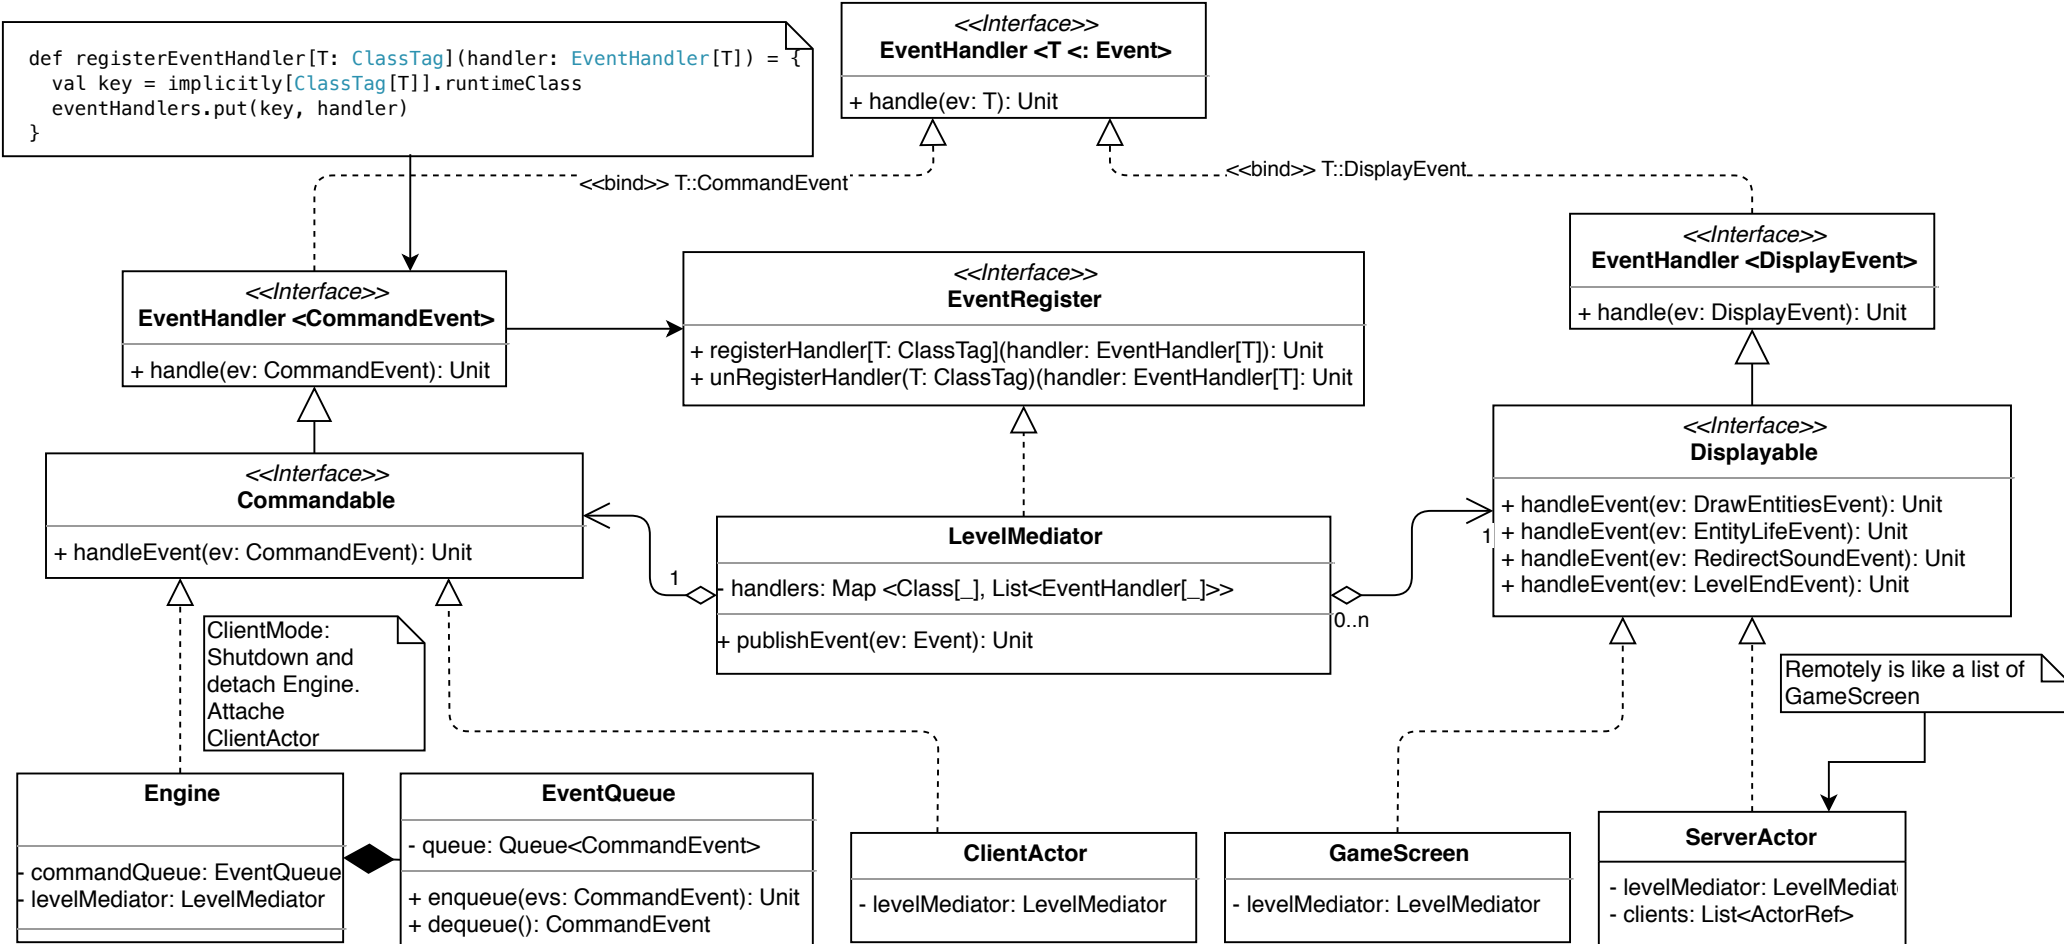 def registerEventHandler[T: ClassTag](handler: EventHandler[T]) = {
val key = implicitly[ClassTag[T]].runtimeClass
eventHandlers.put(key, handler)
}
<<Interface>>
EventHandler <T <: Event>
+ handle(ev: T): Unit
<<bind>> T::CommandEvent
<<bind>> T::DisplayEvent
<<Interface>>
EventHandler <CommandEvent>
+ handle(ev: CommandEvent): Unit
<<Interface>>
EventRegister
+ registerHandler[T: ClassTag](handler: EventHandler[T]): Unit
+ unRegisterHandler(T: ClassTag)(handler: EventHandler[T]: Unit
<<Interface>>
EventHandler <DisplayEvent>
+ handle(ev: DisplayEvent): Unit
<<Interface>>
Commandable
+ handleEvent(ev: CommandEvent): Unit
1
LevelMediator
- handlers: Map <Class[_], List<EventHandler[_]>>
+ publishEvent(ev: Event): Unit
0..n
1
<<Interface>>
Displayable
+ handleEvent(ev: DrawEntitiesEvent): Unit
+ handleEvent(ev: EntityLifeEvent): Unit
+ handleEvent(ev: RedirectSoundEvent): Unit
+ handleEvent(ev: LevelEndEvent): Unit
ClientMode:
Shutdown and
detach Engine.
Attache
ClientActor
Remotely is like a list of
GameScreen
Engine
- commandQueue: EventQueue
- levelMediator: LevelMediator
EventQueue
- queue: Queue<CommandEvent>
+ enqueue(evs: CommandEvent): Unit
+ dequeue(): CommandEvent
ClientActor
- levelMediator: LevelMediator
GameScreen
- levelMediator: LevelMediator
ServerActor
- levelMediator: LevelMediat
- clients: List<ActorRef>